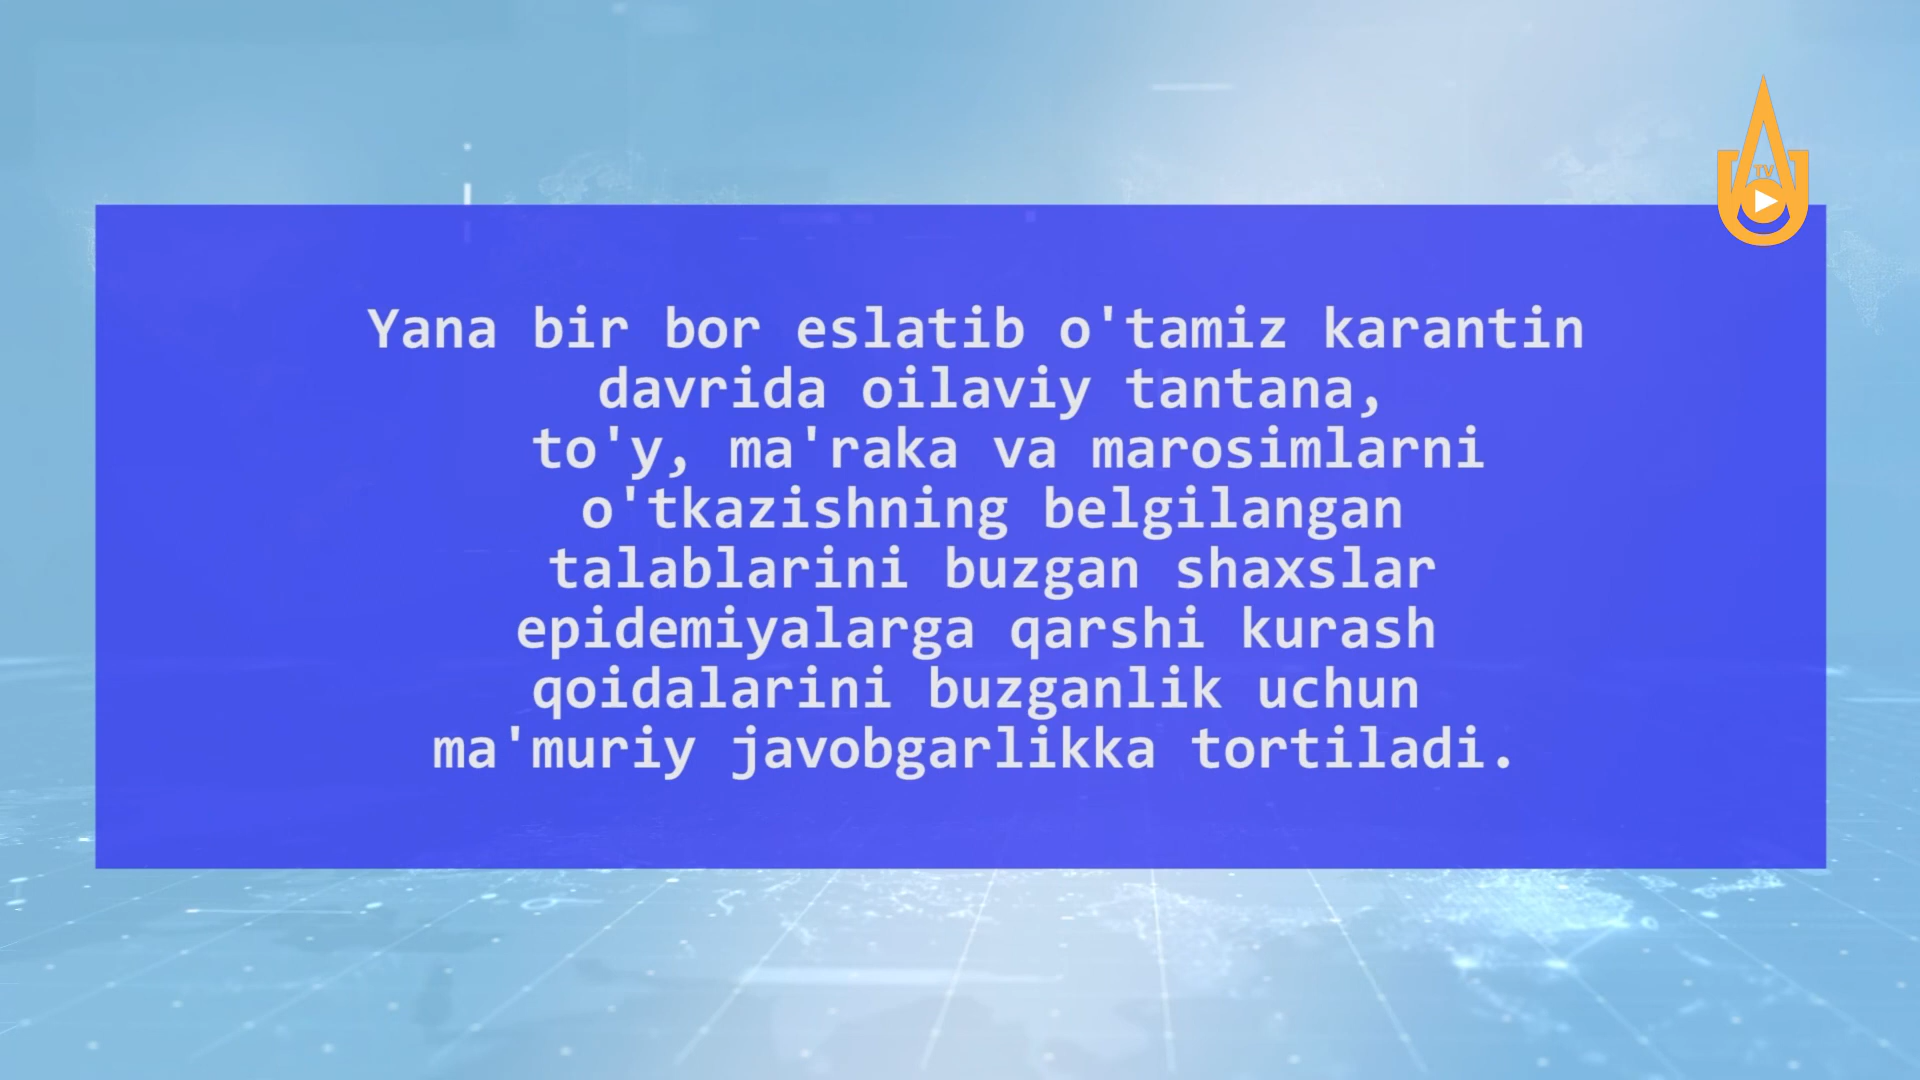 TV
Yana bir bor eslatib o'tamiz karantin
davrida oilaviy tantana,
to'y, ma'raka va marosimlarni
o'tkazishning belgilangan
talablarini buzgan shaxslar
epidemiyalarga qarshi kurash
qoidalarini buzganlik uchun
ma'muriy javobgarlikka tortiladi.